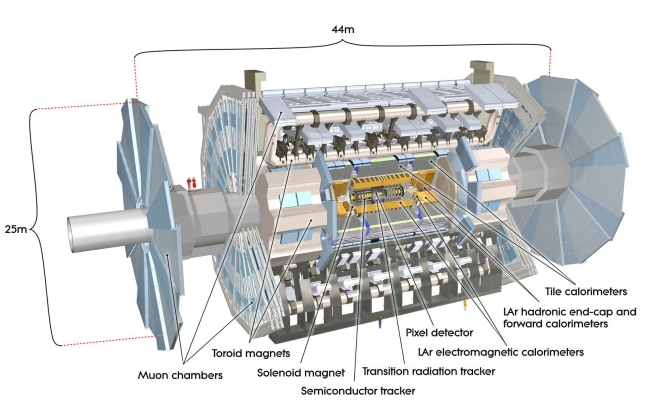 44m
25m
Tile calorimeters
LAr hadronic end-cap and
forward calorimeters
Pixel detector
LAr electromagnetic calorimeters
Toroid magnets
Muon chambers
Solenoid magnet
Transition radiation tracker
Semiconductor tracker